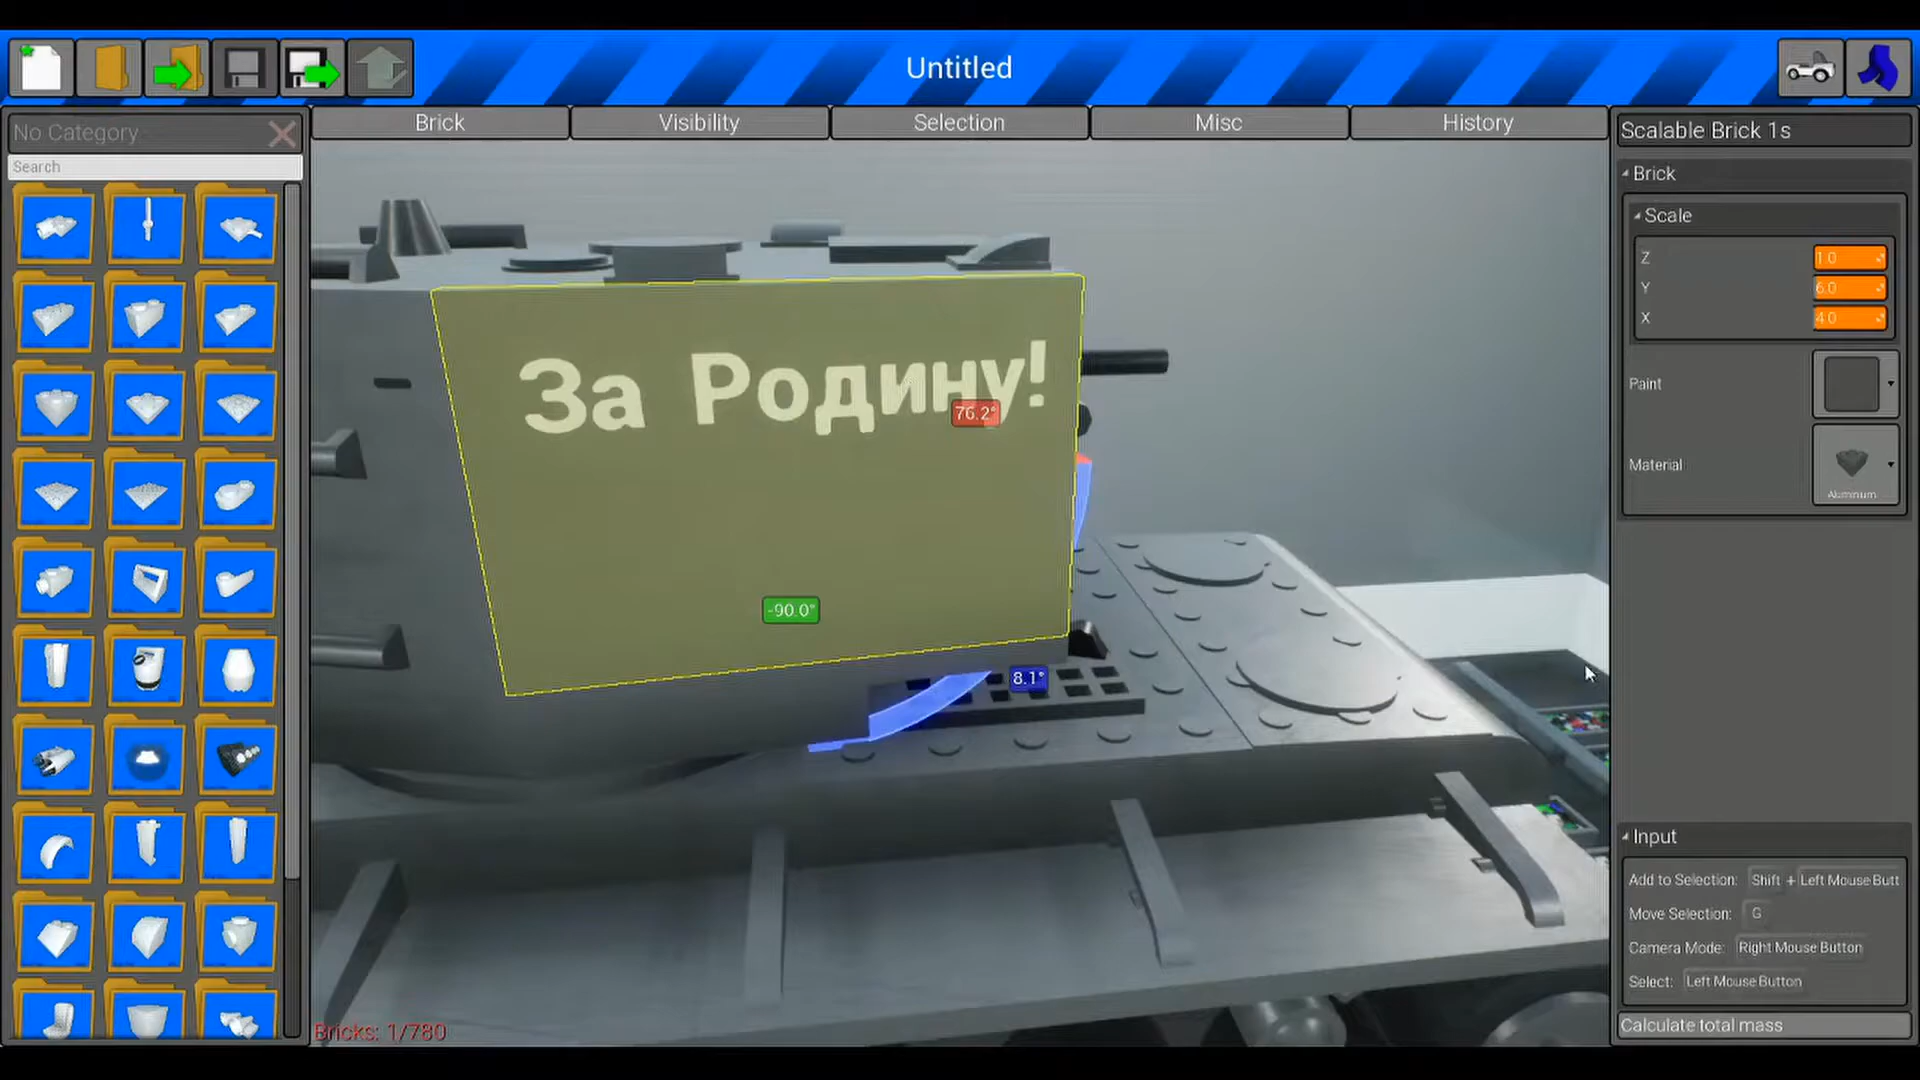 Untitled
No Category
Search
Brick
Visibility
Selection
Misc
History
За Родину!
76.2°
-90.0°
8.1°
Bricks: 1/780
Scalable Brick 1s
Brick
Scale
Z 1.0
Y 6.0
X 4.0
Paint
Material
Aluminum
Input
Add to Selection: Shift + Left Mouse Butt
Move Selection: G
Camera Mode: Right Mouse Button
Select: Left Mouse Button
Calculate total mass